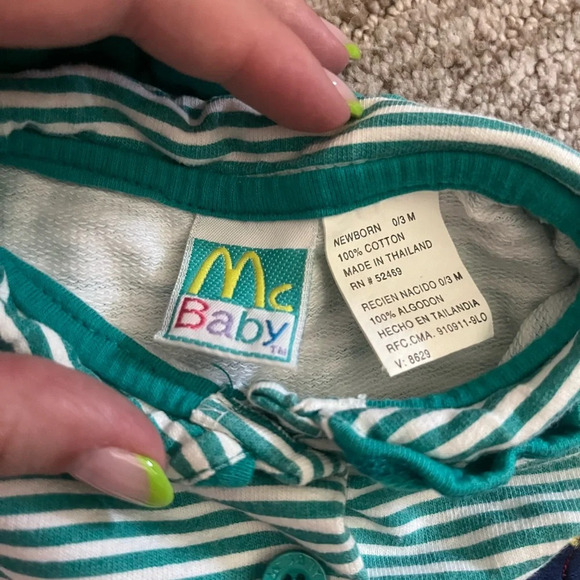 Mc
Baby
TM
NEWBORN 0/3 M
100% COTTON
MADE IN THAILAND
RN # 52469
RECIEN NACIDO 0/3 M
100% ALGODON
HECHO EN TAILANDIA
RFC.CMA. 910911-9L0
V: 8629